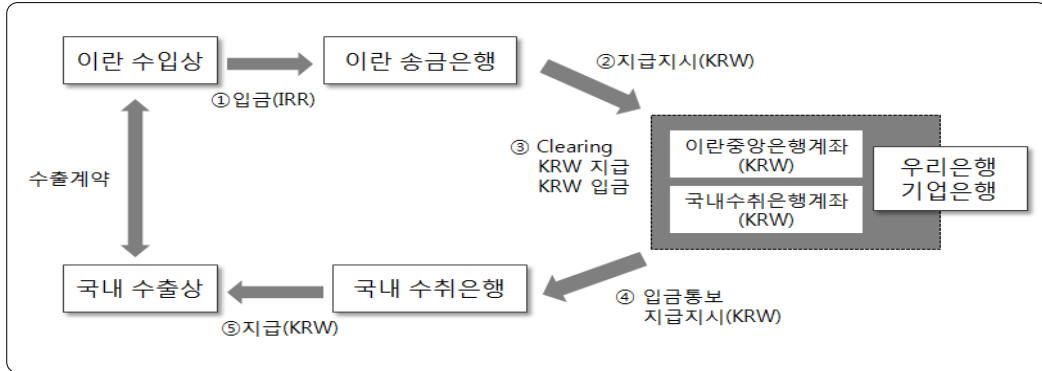 이란 수입상
이란 송금은행
②지급지시(KRW)
①입금(IRR)
③ Clearing
KRW 지급
KRW 입금
이란중앙은행계좌
(KRW)
국내수취은행계좌
(KRW)
우리은행
기업은행
수출계약
국내 수출상
국내 수취은행
④ 입금통보
지급지시(KRW)
⑤지급(KRW)